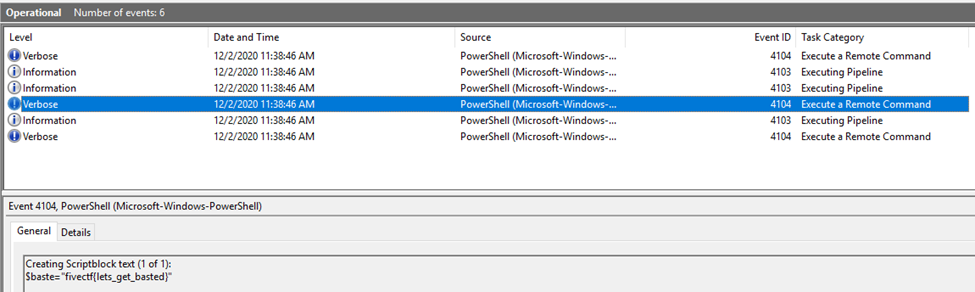 Operational Number of events: 6
Level Date and Time Source Event ID Task Category
Verbose 12/2/2020 11:38:46 AM PowerShell (Microsoft-Windows-... 4104 Execute a Remote Command
Information 12/2/2020 11:38:46 AM PowerShell (Microsoft-Windows-... 4103 Executing Pipeline
Information 12/2/2020 11:38:46 AM PowerShell (Microsoft-Windows-... 4103 Executing Pipeline
Verbose 12/2/2020 11:38:46 AM PowerShell (Microsoft-Windows-... 4104 Execute a Remote Command
Information 12/2/2020 11:38:46 AM PowerShell (Microsoft-Windows-... 4103 Executing Pipeline
Verbose 12/2/2020 11:38:46 AM PowerShell (Microsoft-Windows-... 4104 Execute a Remote Command
Event 4104, PowerShell (Microsoft-Windows-PowerShell)
General Details
Creating Scriptblock text (1 of 1):
$baste="fivectf{lets_get_basted}"